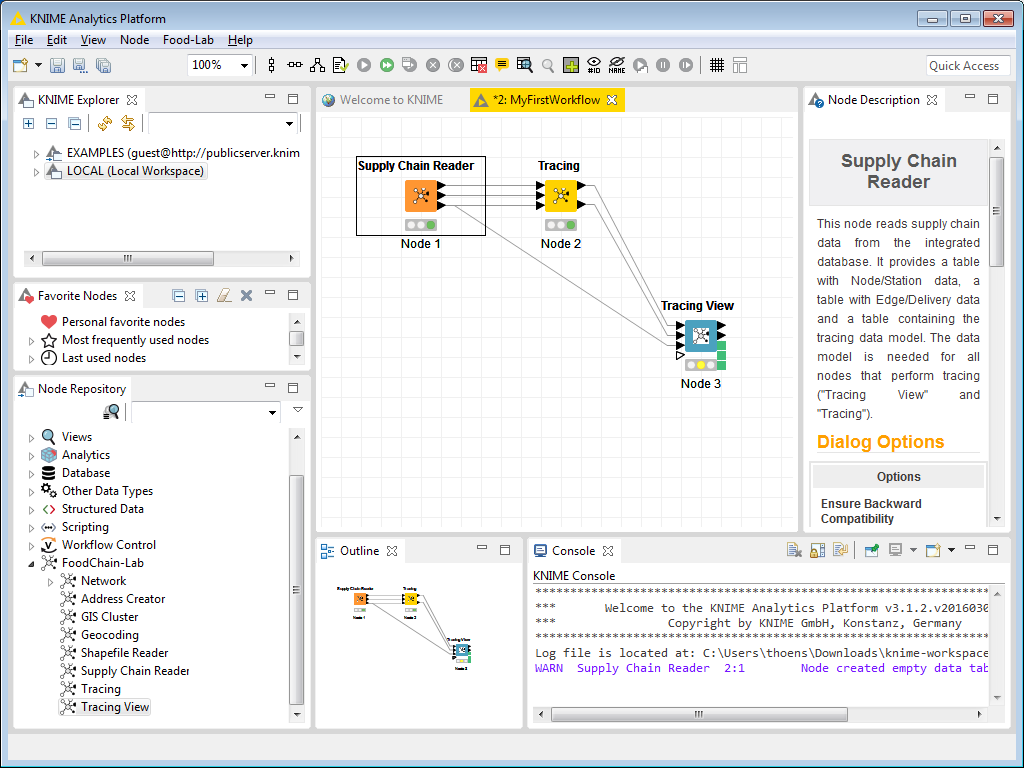 KNIME Analytics Platform
File Edit View Node Food-Lab Help
100%
#ID
NAME
Quick Access
KNIME Explorer
EXAMPLES (guest@http://publicserver.knim
LOCAL (Local Workspace)
Favorite Nodes
Personal favorite nodes
Most frequently used nodes
Last used nodes
Node Repository
Views
Analytics
Database
Other Data Types
Structured Data
Scripting
Workflow Control
FoodChain-Lab
Network
Address Creator
GIS Cluster
Geocoding
Shapefile Reader
Supply Chain Reader
Tracing
Tracing View
Welcome to KNIME
*2: MyFirstWorkflow
Supply Chain Reader
Node 1
Tracing
Node 2
Tracing View
Node 3
Node Description
Supply Chain
Reader
This node reads supply chain
data from the integrated
database. It provides a table
with Node/Station data, a
table with Edge/Delivery data
and a table containing the
tracing data model. The data
model is needed for all
nodes that perform tracing
("Tracing View" and
"Tracing").
Dialog Options
Options
Ensure Backward
Compatibility
Outline
Supply Chain Reader
Node 1
Tracing
Node 2
Tracing View
Node 3
Console
KNIME Console
*****************************************************************
*** Welcome to the KNIME Analytics Platform v3.1.2.v2016030
*** Copyright by KNIME GmbH, Konstanz, Germany
*****************************************************************
Log file is located at: C:\Users\thoens\Downloads\knime-workspace
WARN Supply Chain Reader 2:1 Node created empty data tab